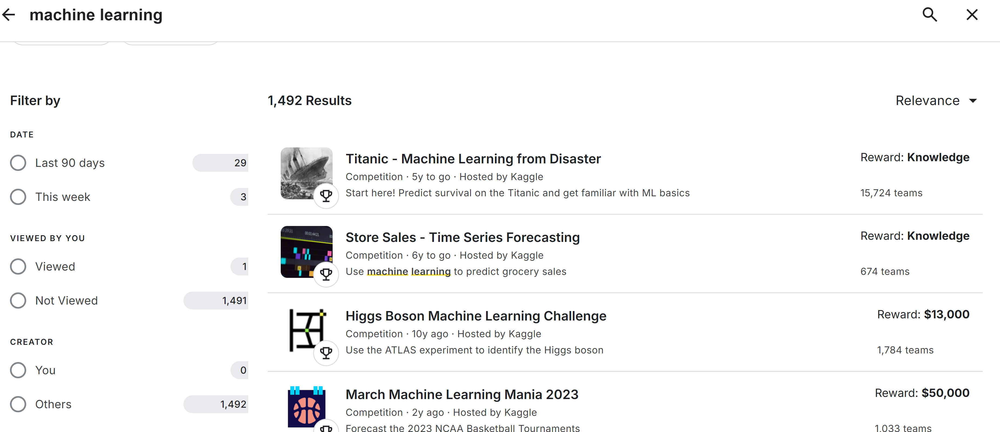 machine learning
Filter by
DATE
Last 90 days 29
This week 3
VIEWED BY YOU
Viewed 1
Not Viewed 1,491
CREATOR
You 0
Others 1,492
1,492 Results
Relevance
Titanic - Machine Learning from Disaster
Reward: Knowledge
Competition · 5y to go · Hosted by Kaggle
Start here! Predict survival on the Titanic and get familiar with ML basics
15,724 teams
00:01:44:21
Store Sales - Time Series Forecasting
Reward: Knowledge
Competition · 6y to go · Hosted by Kaggle
Use machine learning to predict grocery sales
674 teams
Higgs Boson Machine Learning Challenge
Reward: $13,000
Competition · 10y ago · Hosted by Kaggle
Use the ATLAS experiment to identify the Higgs boson
1,784 teams
March Machine Learning Mania 2023
Reward: $50,000
Competition · 2y ago · Hosted by Kaggle
Forecast the 2023 NCAA Basketball Tournaments
1,033 teams